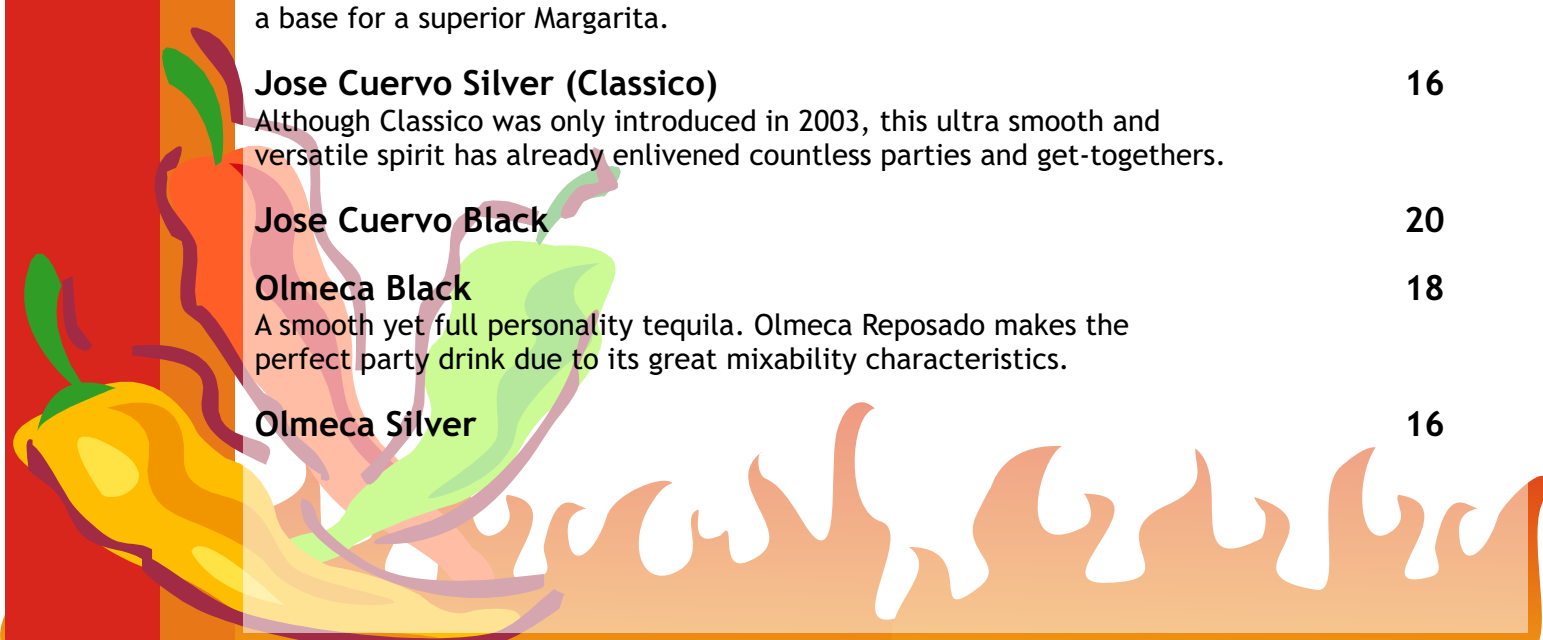 a base for a superior Margarita.
Jose Cuervo Silver (Classico) 16
Although Classico was only introduced in 2003, this ultra smooth and
versatile spirit has already enlivened countless parties and get-togethers.
Jose Cuervo Black 20
Olmeca Black 18
A smooth yet full personality tequila. Olmeca Reposado makes the
perfect party drink due to its great mixability characteristics.
Olmeca Silver 16